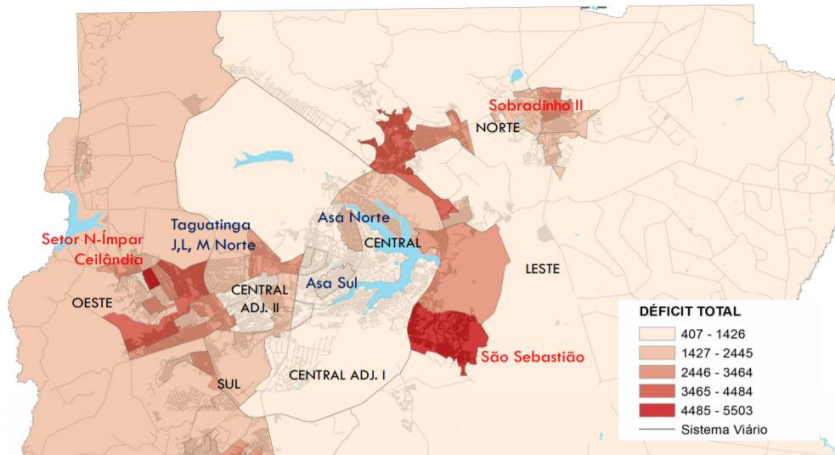 Sobradinho II
NORTE
Taguatinga
J,L, M Norte
Asa Norte
Setor N-Ímpar
Ceilândia
CENTRAL
LESTE
Asa Sul
CENTRAL
ADJ. II
OESTE
São Sebastião
CENTRAL ADJ. I
SUL
DÉFICIT TOTAL
407 - 1426
1427 - 2445
2446 - 3464
3465 - 4484
4485 - 5503
Sistema Viário